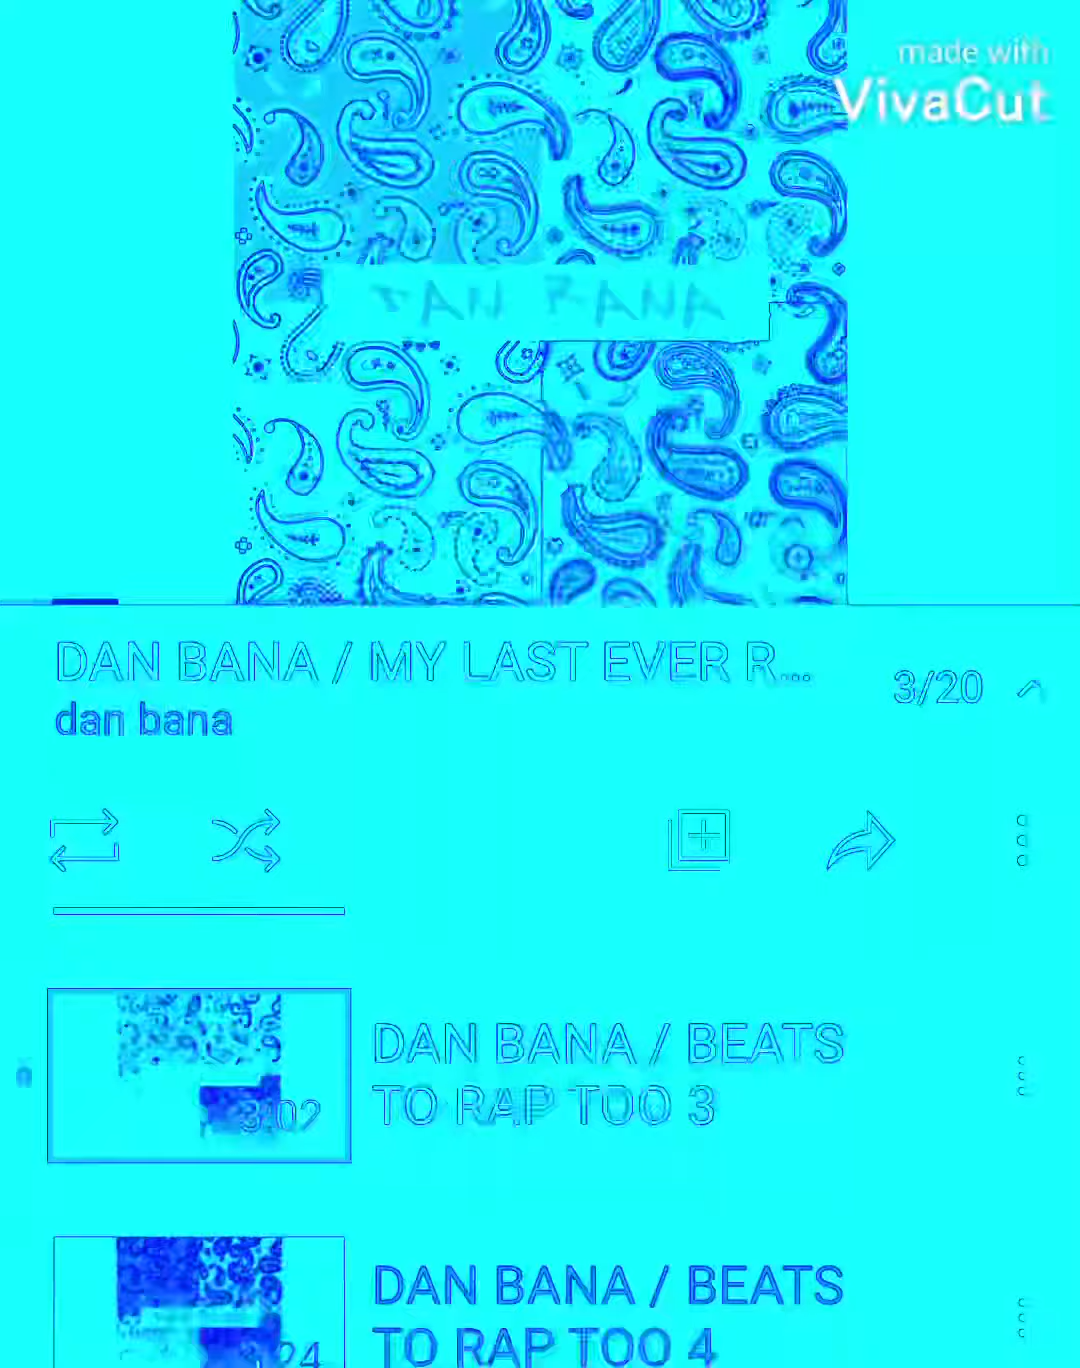 made with
VivaCut
DAN BANA
DAN BANA / MY LAST EVER R...
dan bana
3/20
DAN BANA / BEATS
TO RAP TOO 3
3:02
DAN BANA / BEATS
TO RAP TOO 4